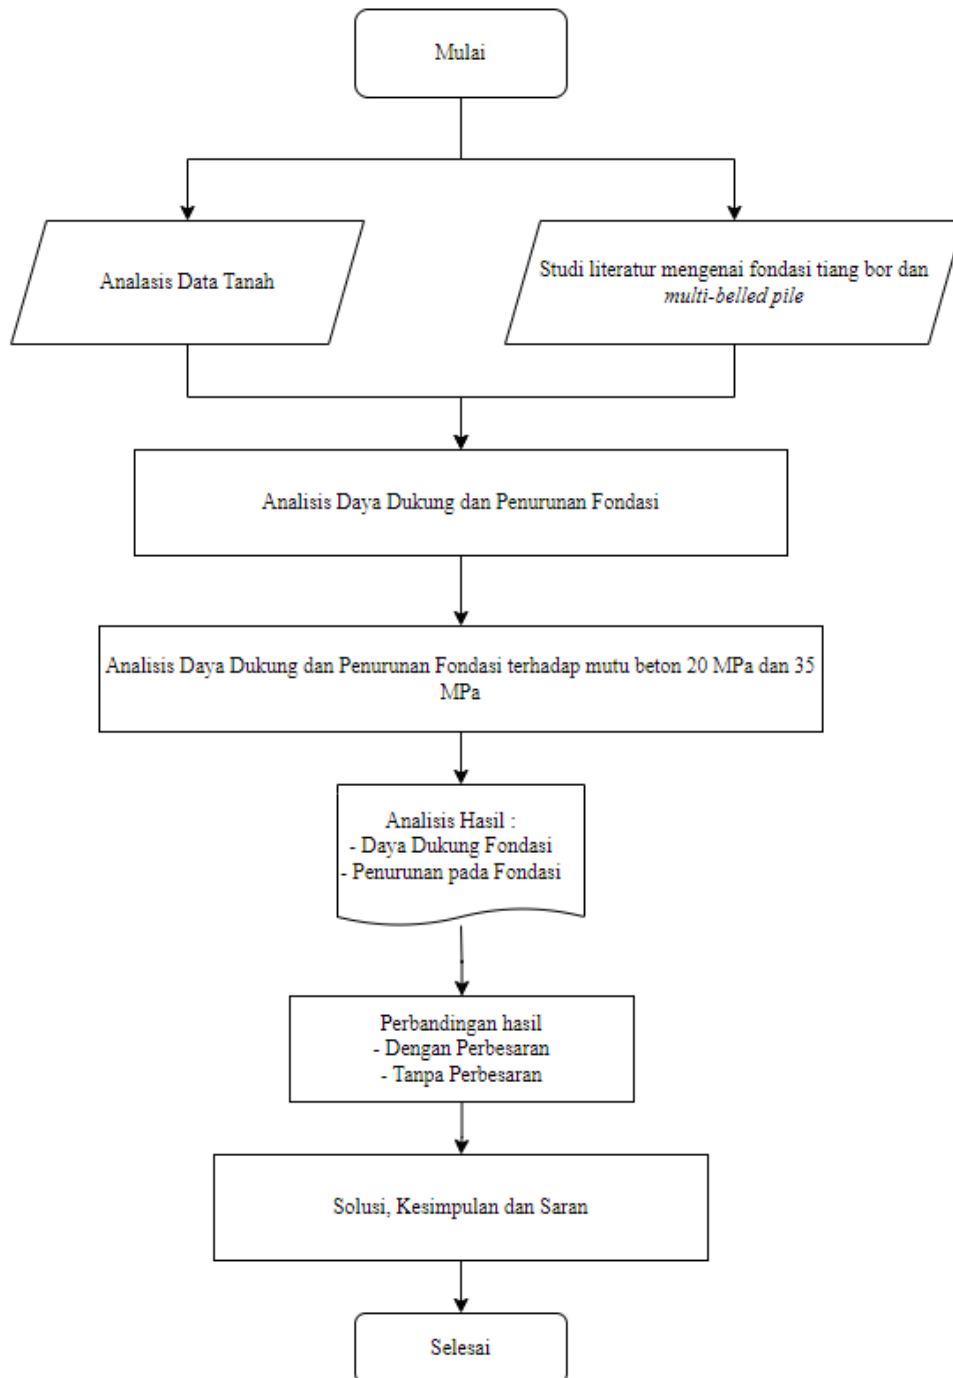 Mulai
Analasis Data Tanah
Studi literatur mengenai fondasi tiang bor dan
multi-belled pile
Analisis Daya Dukung dan Penurunan Fondasi
Analisis Daya Dukung dan Penurunan Fondasi terhadap mutu beton 20 MPa dan 35
MPa
Analisis Hasil :
- Daya Dukung Fondasi
- Penurunan pada Fondasi
Perbandingan hasil
- Dengan Perbesaran
- Tanpa Perbesaran
Solusi, Kesimpulan dan Saran
Selesai